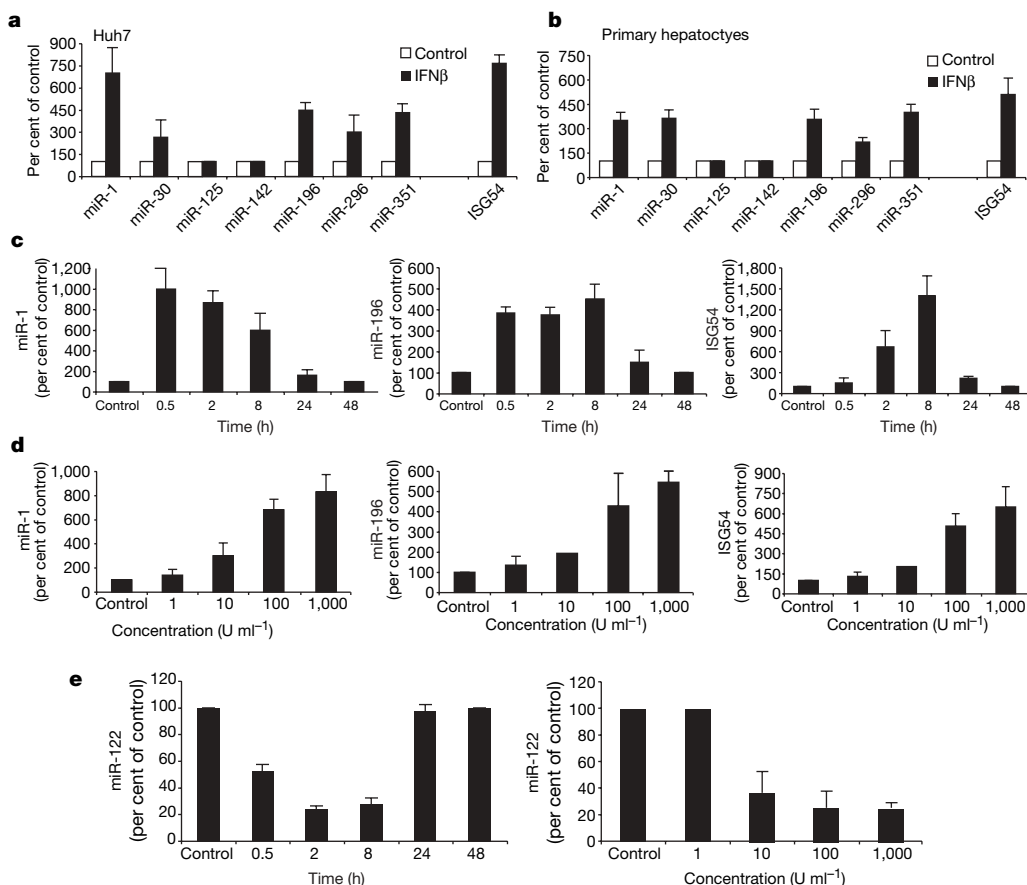 a
Huh7
Control
IFNβ
Per cent of control
900
750
600
450
300
150
0
miR-1
miR-30
miR-125
miR-142
miR-196
miR-296
miR-351
ISG54
b
Primary hepatoctyes
Control
IFNβ
Per cent of control
750
600
450
300
150
0
miR-1
miR-30
miR-125
miR-142
miR-196
miR-296
miR-351
ISG54
c
miR-1
(per cent of control)
1,200
1,000
800
600
400
200
0
Control 0.5 2 8 24 48
Time (h)
miR-196
(per cent of control)
600
500
400
300
200
100
0
Control 0.5 2 8 24 48
Time (h)
ISG54
(per cent of control)
1,800
1,500
1,200
900
600
300
0
Control 0.5 2 8 24 48
Time (h)
d
miR-1
(per cent of control)
1,000
800
600
400
200
0
Control 1 10 100 1,000
Concentration (U ml⁻¹)
miR-196
(per cent of control)
600
500
400
300
200
100
0
Control 1 10 100 1,000
Concentration (U ml⁻¹)
ISG54
(per cent of control)
900
750
600
450
300
150
0
Control 1 10 100 1,000
Concentration (U ml⁻¹)
e
miR-122
(per cent of control)
120
100
80
60
40
20
0
Control 0.5 2 8 24 48
Time (h)
miR-122
(per cent of control)
120
100
80
60
40
20
0
Control 1 10 100 1,000
Concentration (U ml⁻¹)